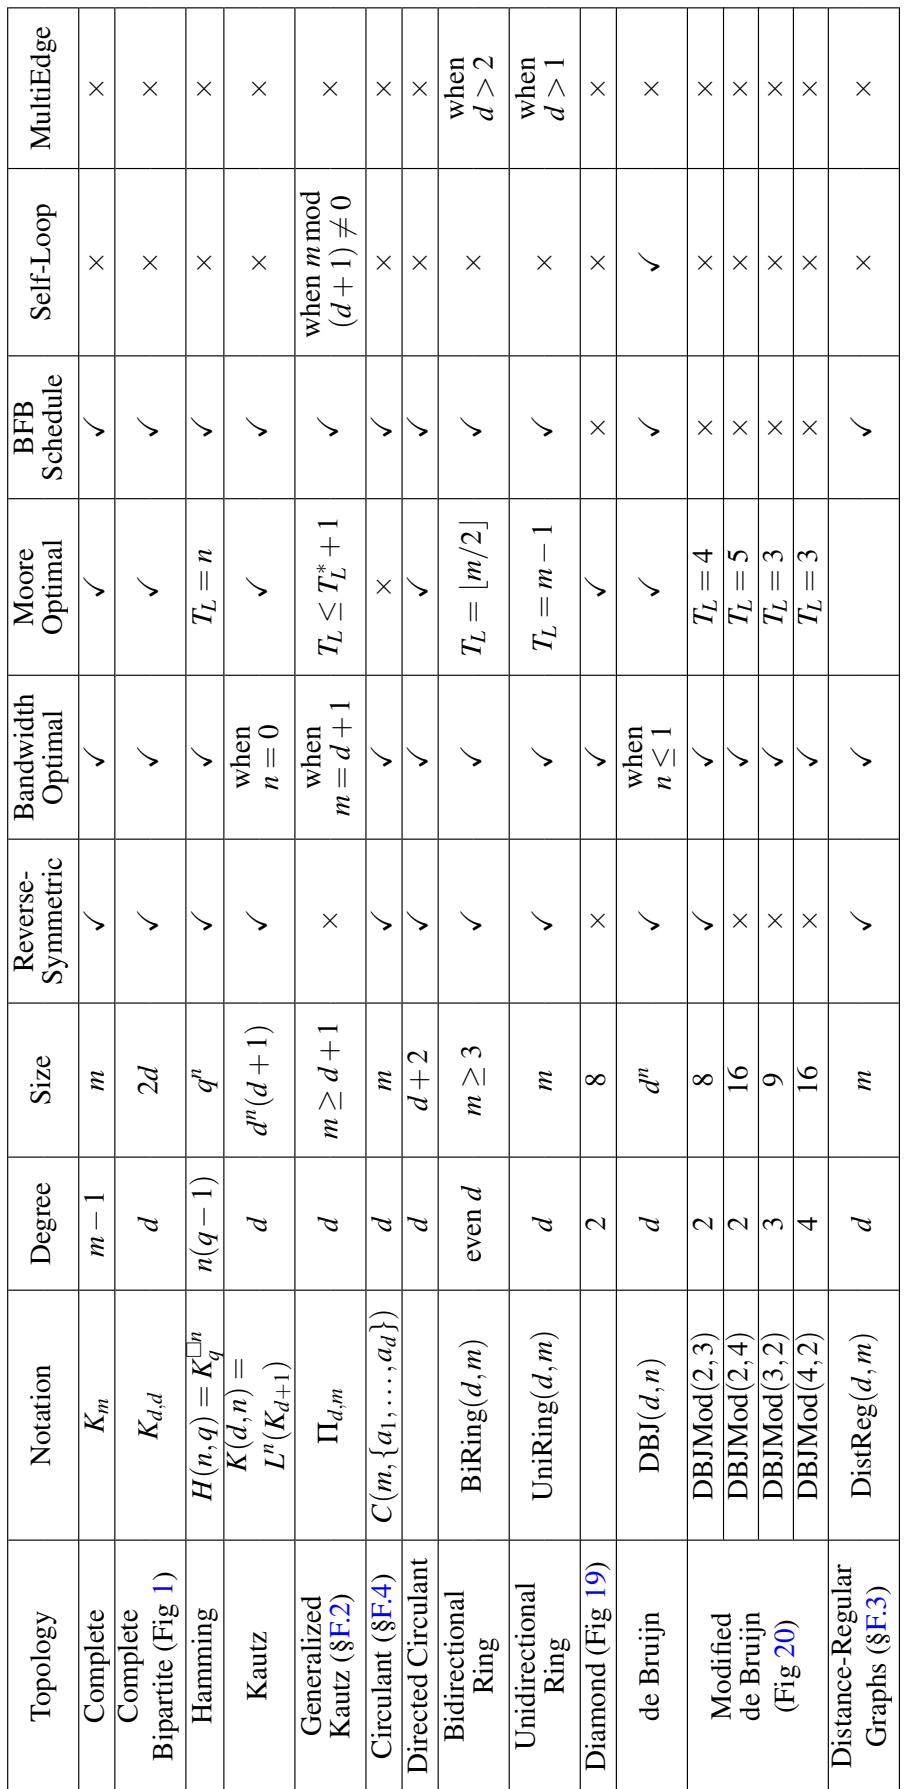 Topology Notation Degree Size Reverse-Symmetric Bandwidth Optimal Moore Optimal BFB Schedule Self-Loop MultiEdge
Complete K_m m − 1 m ✓ ✓ ✓ ✓ × ×
Complete Bipartite (Fig 1) K_{d,d} d 2d ✓ ✓ ✓ ✓ × ×
Hamming H(n,q) = K_q^{□n} n(q − 1) q^n ✓ ✓ T_L = n ✓ × ×
Kautz K(d,n) = L^n(K_{d+1}) d d^n(d + 1) ✓ when n = 0 ✓ ✓ × ×
Generalized Kautz (§F.2) Π_{d,m} d m ≥ d + 1 × when m = d + 1 T_L ≤ T_L^* + 1 ✓ when m mod (d + 1) ≠ 0 ×
Circulant (§F.4) C(m,{a_1,...,a_d}) d m ✓ ✓ × ✓ × ×
Directed Circulant d d + 2 ✓ ✓ ✓ ✓ × ×
Bidirectional Ring BiRing(d,m) even d m ≥ 3 ✓ ✓ T_L = ⌊m/2⌋ ✓ × when d > 2
Unidirectional Ring UniRing(d,m) d m ✓ ✓ T_L = m − 1 ✓ × when d > 1
Diamond (Fig 19) 2 8 × ✓ ✓ × × ×
de Bruijn DBJ(d,n) d d^n ✓ when n ≤ 1 ✓ ✓ ✓ ×
Modified de Bruijn (Fig 20) DBJMod(2,3) 2 8 ✓ ✓ T_L = 4 × × ×
DBJMod(2,4) 2 16 × ✓ T_L = 5 × × ×
DBJMod(3,2) 3 9 × ✓ T_L = 3 × × ×
DBJMod(4,2) 4 16 × ✓ T_L = 3 × × ×
Distance-Regular Graphs (§F.3) DistReg(d,m) d m ✓ ✓ ✓ × ×